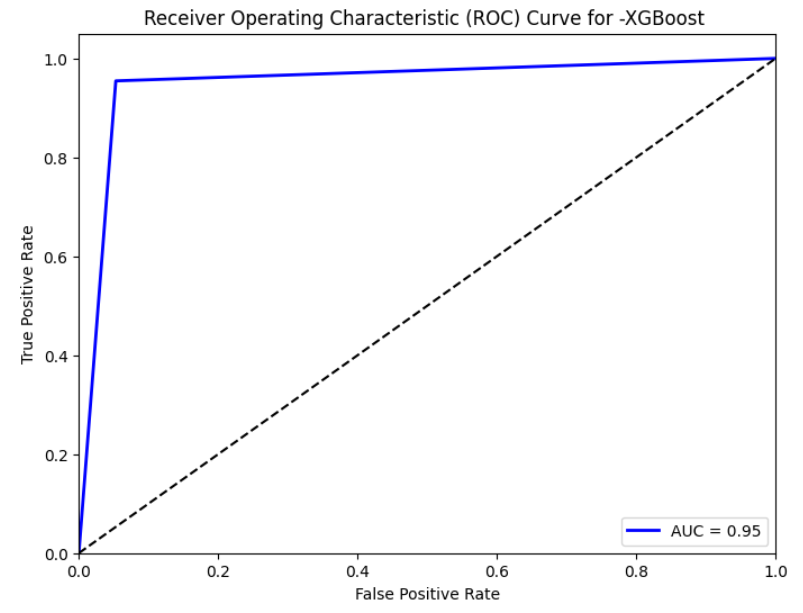 Receiver Operating Characteristic (ROC) Curve for -XGBoost
1.0
0.8
0.6
0.4
0.2
0.0
True Positive Rate
AUC = 0.95
0.0 0.2 0.4 0.6 0.8 1.0
False Positive Rate